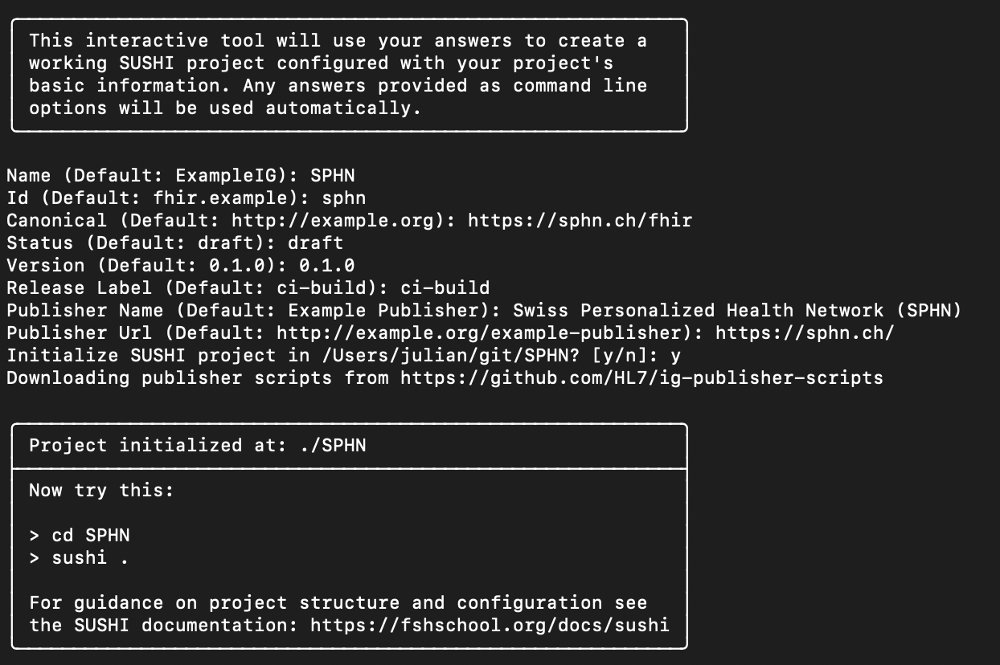 This interactive tool will use your answers to create a
working SUSHI project configured with your project's
basic information. Any answers provided as command line
options will be used automatically.
Name (Default: ExampleIG): SPHN
Id (Default: fhir.example): sphn
Canonical (Default: http://example.org): https://sphn.ch/fhir
Status (Default: draft): draft
Version (Default: 0.1.0): 0.1.0
Release Label (Default: ci-build): ci-build
Publisher Name (Default: Example Publisher): Swiss Personalized Health Network (SPHN)
Publisher Url (Default: http://example.org/example-publisher): https://sphn.ch/
Initialize SUSHI project in /Users/julian/git/SPHN? [y/n]: y
Downloading publisher scripts from https://github.com/HL7/ig-publisher-scripts
Project initialized at: ./SPHN
Now try this:
> cd SPHN
> sushi .
For guidance on project structure and configuration see
the SUSHI documentation: https://fshschool.org/docs/sushi